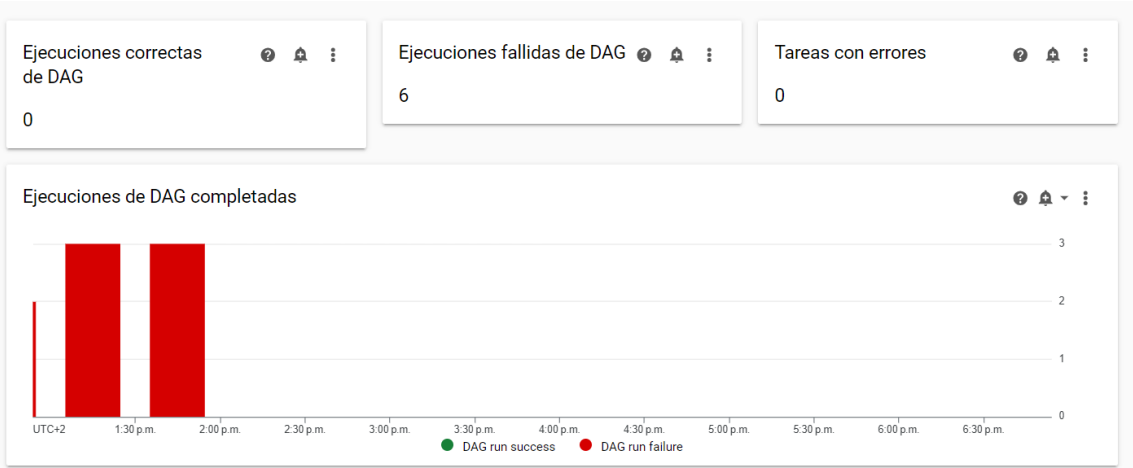 Ejecuciones correctas
de DAG
0
Ejecuciones fallidas de DAG
6
Tareas con errores
0
Ejecuciones de DAG completadas
3
2
1
0
UTC+2 1:30 p.m. 2:00 p.m. 2:30 p.m. 3:00 p.m. 3:30 p.m. 4:00 p.m. 4:30 p.m. 5:00 p.m. 5:30 p.m. 6:00 p.m. 6:30 p.m.
DAG run success DAG run failure